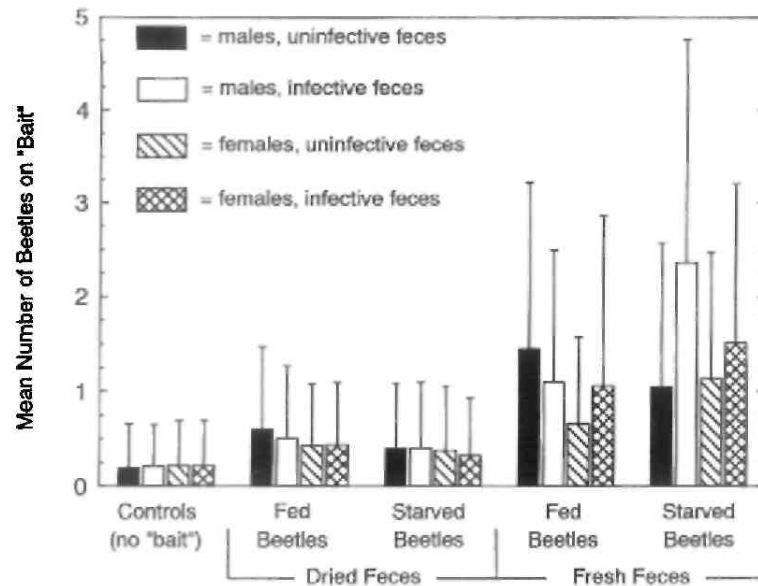 Mean Number of Beetles on "Bait"
5
4
3
2
1
0
= males, uninfective feces
= males, infective feces
= females, uninfective feces
= females, infective feces
Controls
(no "bait")
Fed
Beetles
Starved
Beetles
Fed
Beetles
Starved
Beetles
Dried Feces
Fresh Feces